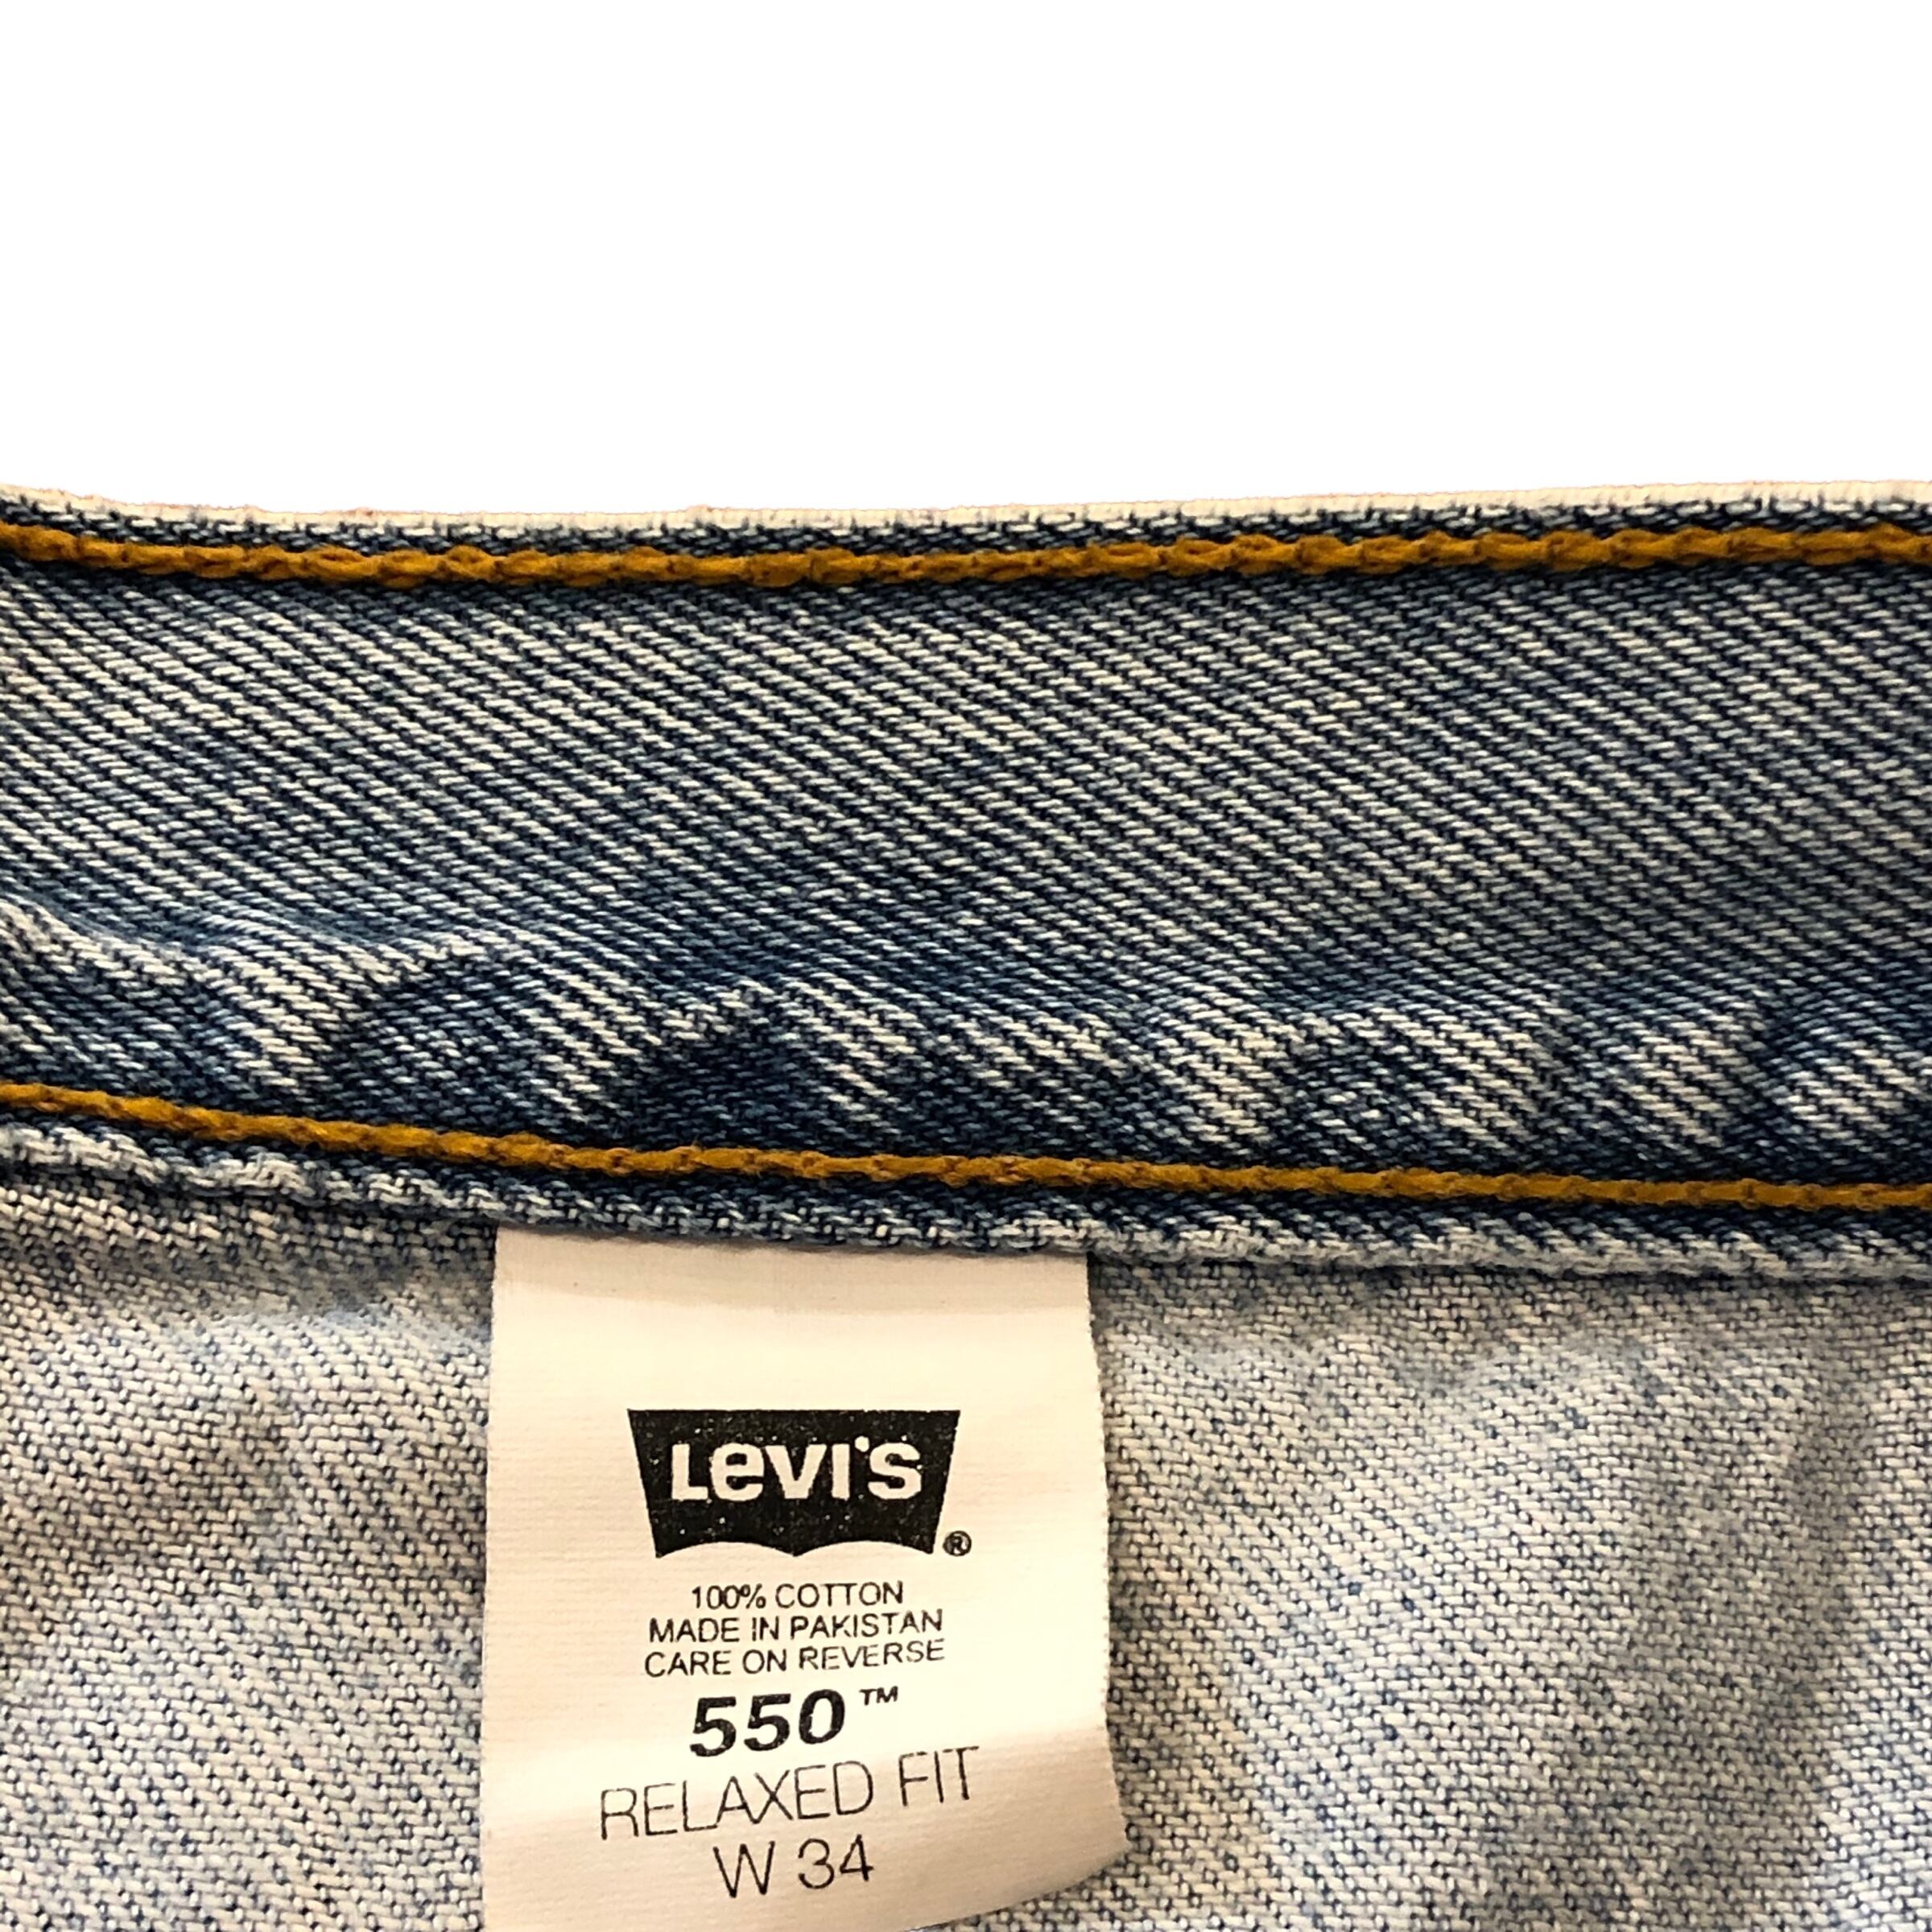 Levi's ®
100% COTTON
MADE IN PAKISTAN
CARE ON REVERSE
550™
RELAXED FIT
W 34